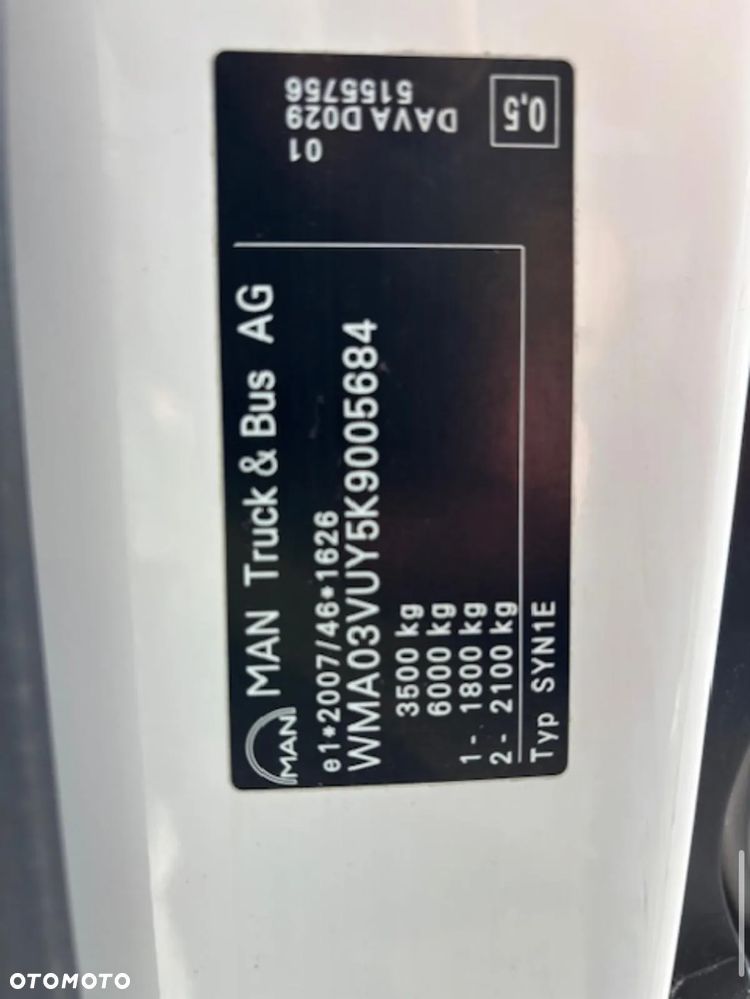 MAN
MAN Truck & Bus AG
e1*2007/46*1626
WMA03VUY5K9005684
3500 kg
6000 kg
1 - 1800 kg
2 - 2100 kg
Typ SYN1E
01
DAVA D029
5155756
0,5
OTOMOTO